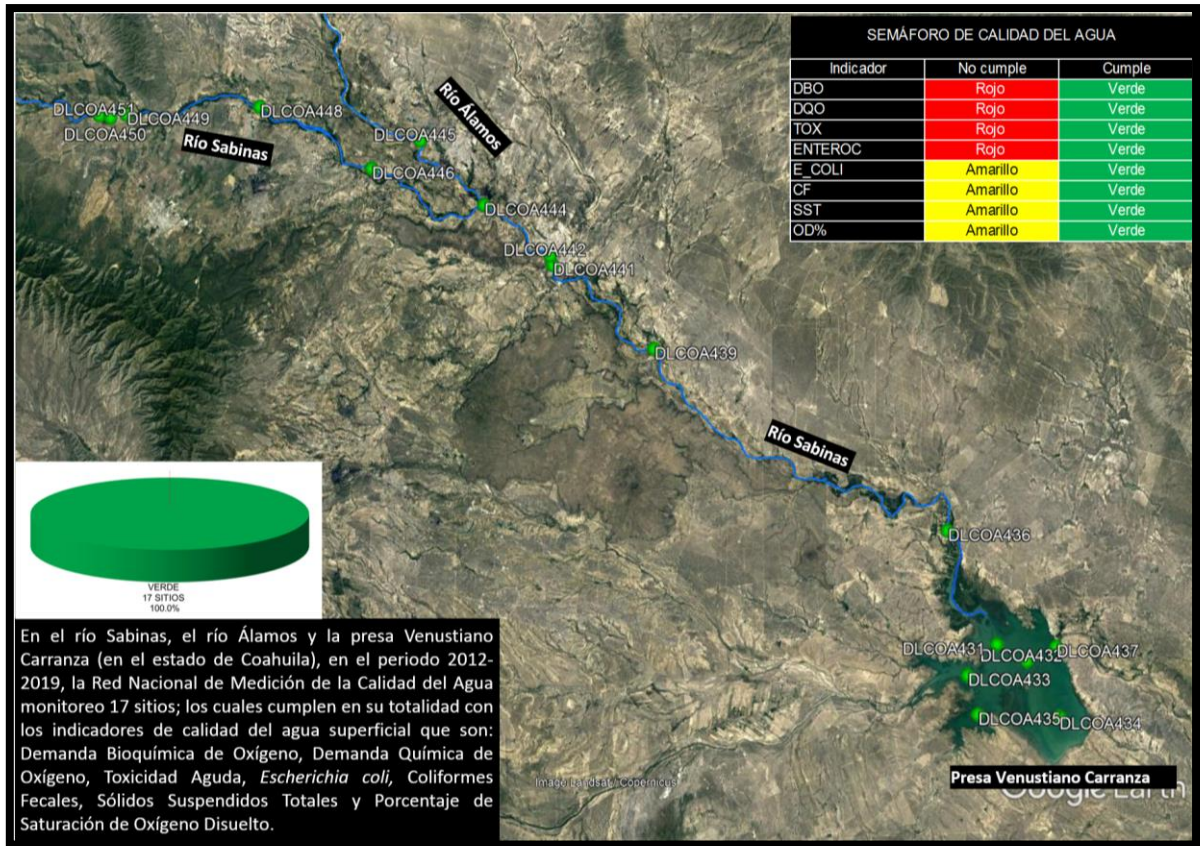 SEMÁFORO DE CALIDAD DEL AGUA
Indicador No cumple Cumple
DBO Rojo Verde
DQO Rojo Verde
TOX Rojo Verde
ENTEROC Rojo Verde
E_COLI Amarillo Verde
CF Amarillo Verde
SST Amarillo Verde
OD% Amarillo Verde
Río Álamos
DLCOA451
DLCOA449
DLCOA450
Río Sabinas
DLCOA448
DLCOA445
DLCOA446
DLCOA444
DLCOA442
DLCOA441
DLCOA439
Río Sabinas
DLCOA436
DLCOA431
DLCOA432
DLCOA437
DLCOA433
DLCOA435
DLCOA434
Presa Venustiano Carranza
Image Landsat / Copernicus
Google Earth
VERDE
17 SITIOS
100.0%
En el río Sabinas, el río Álamos y la presa Venustiano
Carranza (en el estado de Coahuila), en el periodo 2012-
2019, la Red Nacional de Medición de la Calidad del Agua
monitoreo 17 sitios; los cuales cumplen en su totalidad con
los indicadores de calidad del agua superficial que son:
Demanda Bioquímica de Oxígeno, Demanda Química de
Oxígeno, Toxicidad Aguda, Escherichia coli, Coliformes
Fecales, Sólidos Suspendidos Totales y Porcentaje de
Saturación de Oxígeno Disuelto.